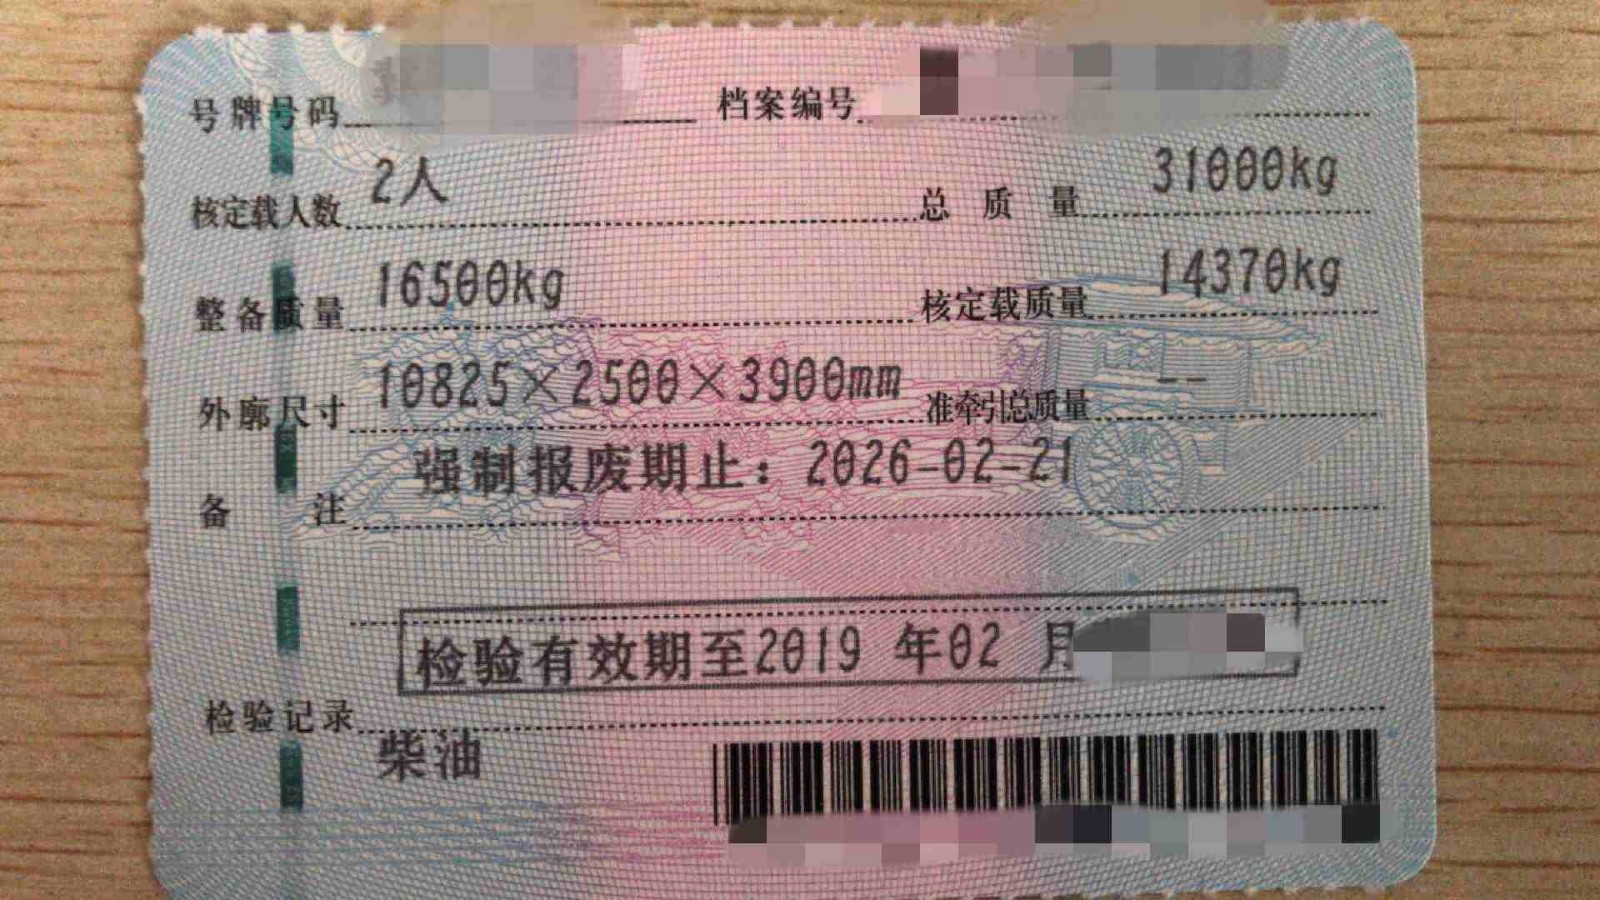 号牌号码 档案编号
核定载人数 2人 总质量 31000kg
整备质量 16500kg 核定载质量 14370kg
外廓尺寸 10825×2500×3900mm 准牵引总质量 --
备注 强制报废期止：2026-02-21
检验有效期至2019 年02 月
检验记录
柴油